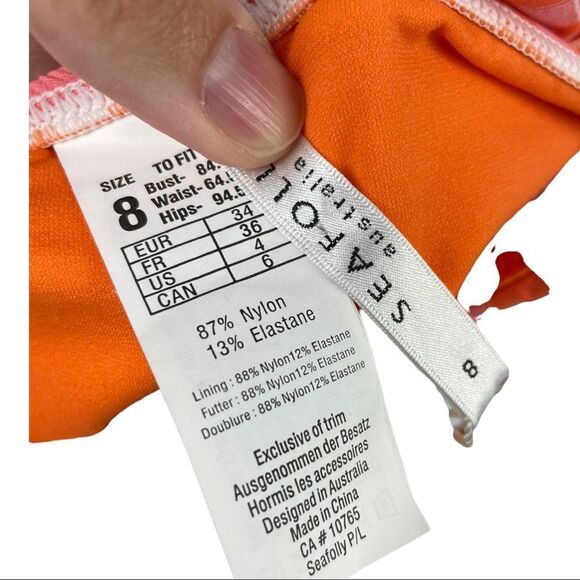 SIZE
8
TO FIT
Bust- 84.
Waist-64.
Hips- 94.5
EUR 34
FR 36
US 4
CAN 6
87% Nylon
13% Elastane
Lining : 88% Nylon12% Elastane
Futter : 88% Nylon12% Elastane
Doublure : 88% Nylon12% Elastane
Exclusive of trim
Ausgenommen der Besatz
Hormis les accessoires
Designed in Australia
Made in China
CA # 10765
Seafolly P/L
SEAFOLL
australia
8